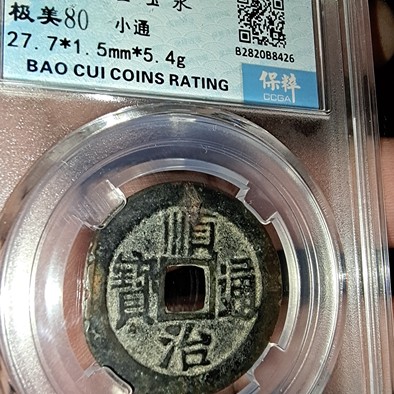 极美80 小通
27.7*1.5mm*5.4g
B2820B8426
BAO CUI COINS RATING
保粹
CCGA
順
治
通
寶